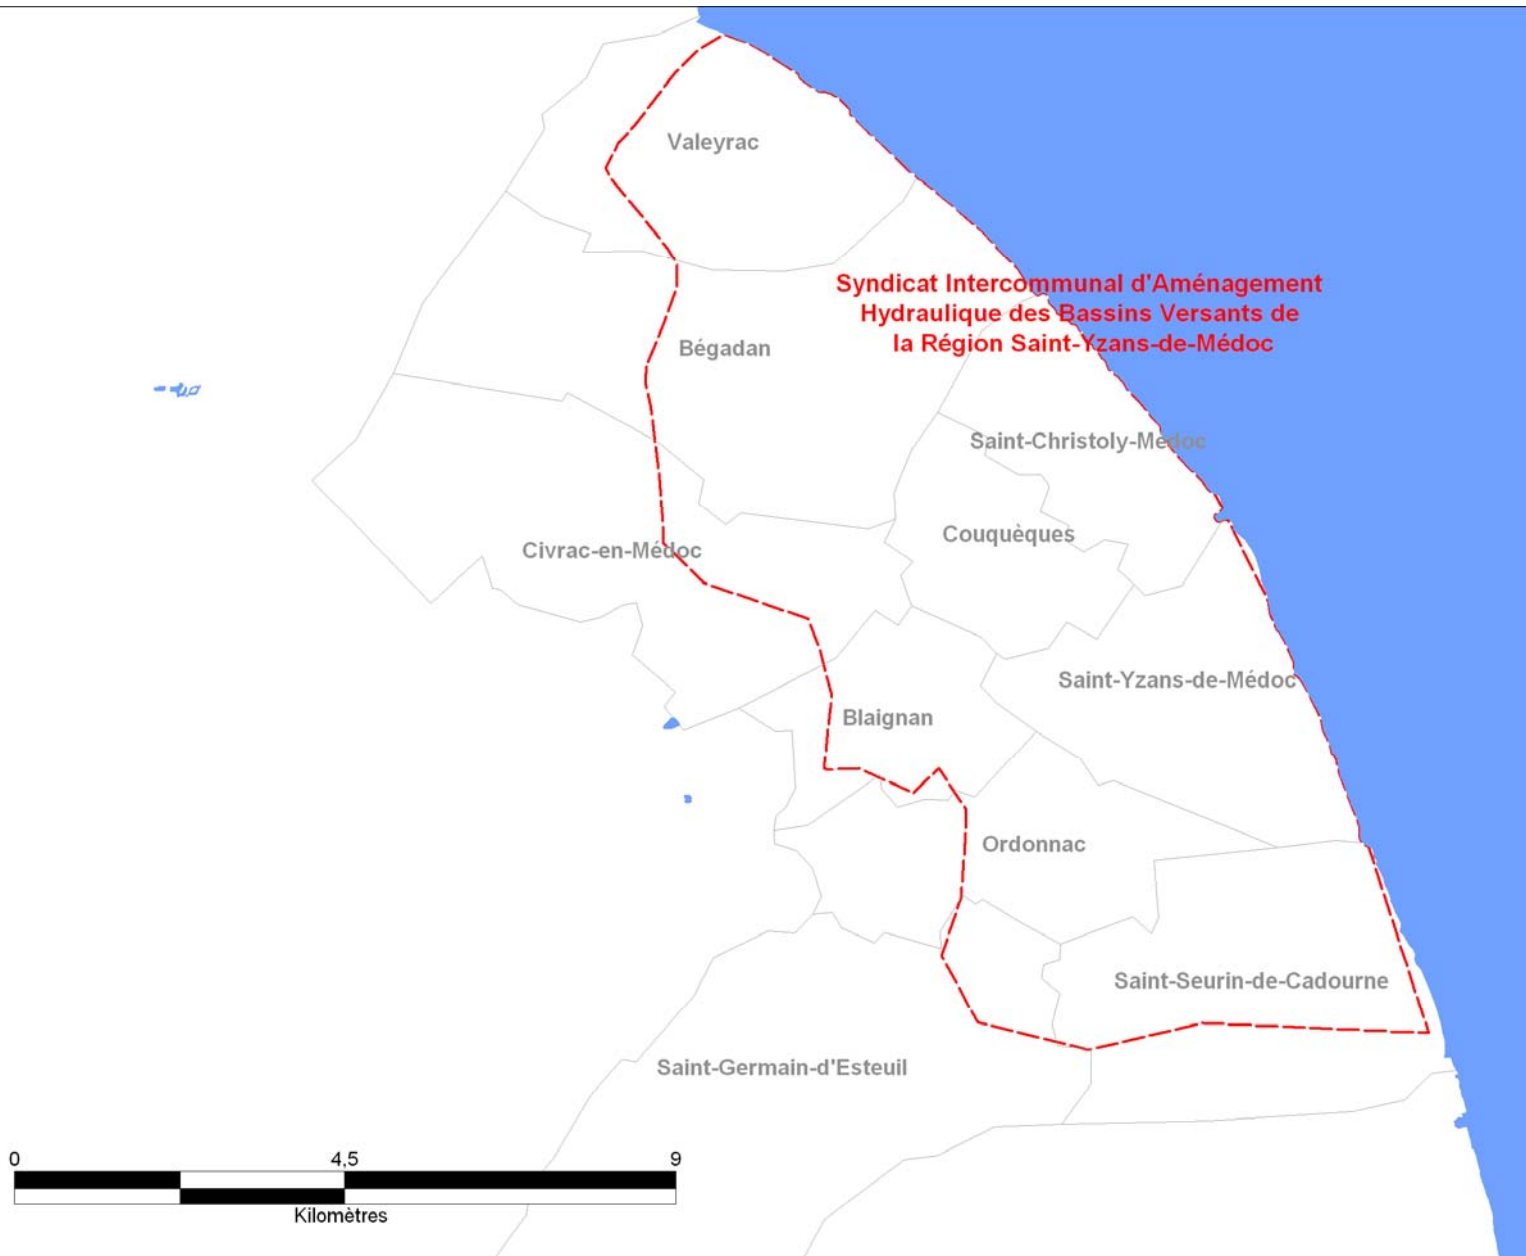 Valeyrac
Syndicat Intercommunal d'Aménagement
Hydraulique des Bassins Versants de
la Région Saint-Yzans-de-Médoc
Bégadan
Saint-Christoly-Médoc
Couquèques
Civrac-en-Médoc
Saint-Yzans-de-Médoc
Blaignan
Ordonnac
Saint-Seurin-de-Cadourne
Saint-Germain-d'Esteuil
0 4,5 9
Kilomètres